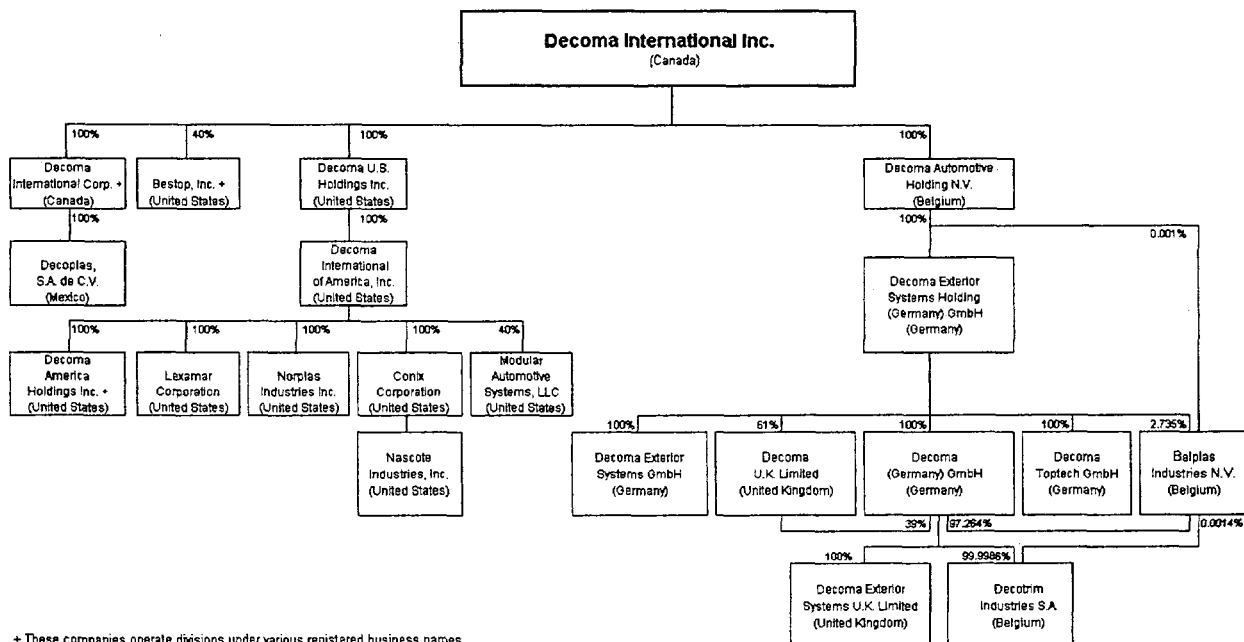 Decoma International Inc.
(Canada)
100%
40%
100%
100%
Decoma
International Corp. +
(Canada)
Bestop, Inc. +
(United States)
Decoma U.S.
Holdings Inc.
(United States)
Decoma Automotive
Holding N.V.
(Belgium)
100%
100%
100%
0.001%
Decoplas,
S.A. de C.V.
(Mexico)
Decoma
International
of America, Inc.
(United States)
Decoma Exterior
Systems Holding
(Germany) GmbH
(Germany)
100%
100%
100%
100%
40%
Decoma
America
Holdings Inc. +
(United States)
Lexamar
Corporation
(United States)
Norplas
Industries Inc.
(United States)
Conix
Corporation
(United States)
Modular
Automotive
Systems, LLC
(United States)
100%
61%
100%
100%
2.735%
Nascote
Industries, Inc.
(United States)
Decoma Exterior
Systems GmbH
(Germany)
Decoma
U.K. Limited
(United Kingdom)
Decoma
(Germany) GmbH
(Germany)
Decoma
Toptech GmbH
(Germany)
Belplas
Industries N.V.
(Belgium)
39%
97.264%
0.0014%
100%
99.9986%
Decoma Exterior
Systems U.K. Limited
(United Kingdom)
Decotrim
Industries S.A.
(Belgium)
+ These companies operate divisions under various registered business names